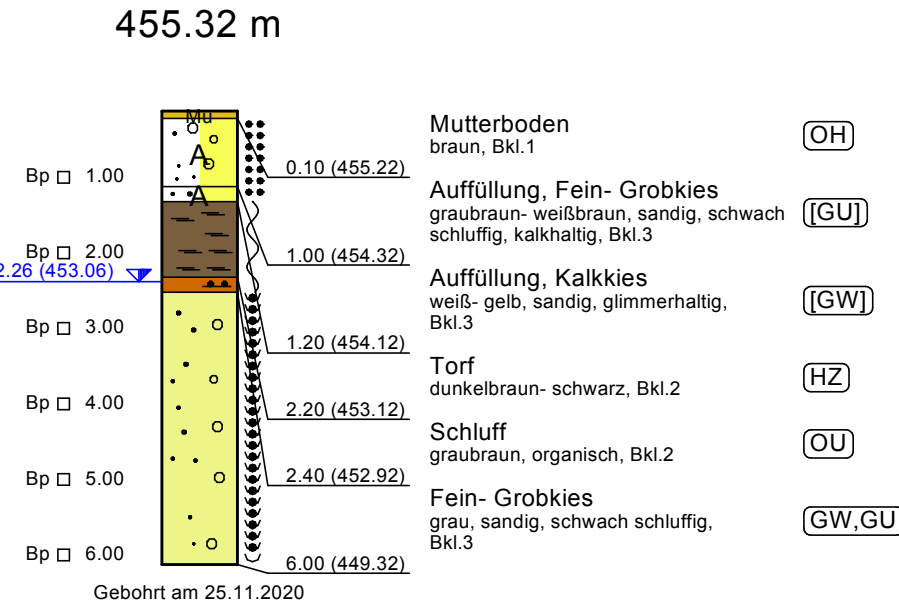 455.32 m
Mu
A
A
Bp 1.00
Bp 2.00
2.26 (453.06)
Bp 3.00
Bp 4.00
Bp 5.00
Bp 6.00
0.10 (455.22)
Mutterboden
braun, Bkl.1
OH
1.00 (454.32)
Auffüllung, Fein- Grobkies
graubraun- weißbraun, sandig, schwach
schluffig, kalkhaltig, Bkl.3
[GU]
1.20 (454.12)
Auffüllung, Kalkkies
weiß- gelb, sandig, glimmerhaltig,
Bkl.3
[GW]
2.20 (453.12)
Torf
dunkelbraun- schwarz, Bkl.2
HZ
2.40 (452.92)
Schluff
graubraun, organisch, Bkl.2
OU
6.00 (449.32)
Fein- Grobkies
grau, sandig, schwach schluffig,
Bkl.3
GW,GU
Gebohrt am 25.11.2020